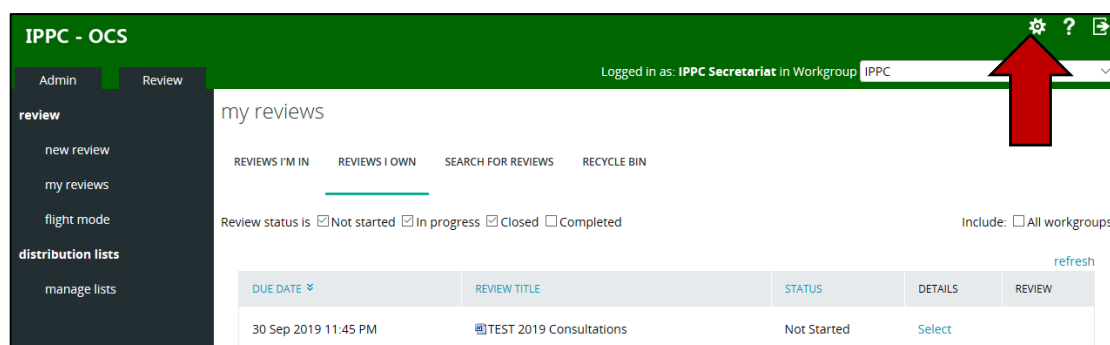 IPPC - OCS ?
Admin Review Logged in as: IPPC Secretariat in Workgroup IPPC
review
new review
my reviews
flight mode
distribution lists
manage lists
my reviews
REVIEWS I'M IN REVIEWS I OWN SEARCH FOR REVIEWS RECYCLE BIN
Review status is Not started In progress Closed Completed Include: All workgroups
refresh
DUE DATE REVIEW TITLE STATUS DETAILS REVIEW
30 Sep 2019 11:45 PM TEST 2019 Consultations Not Started Select